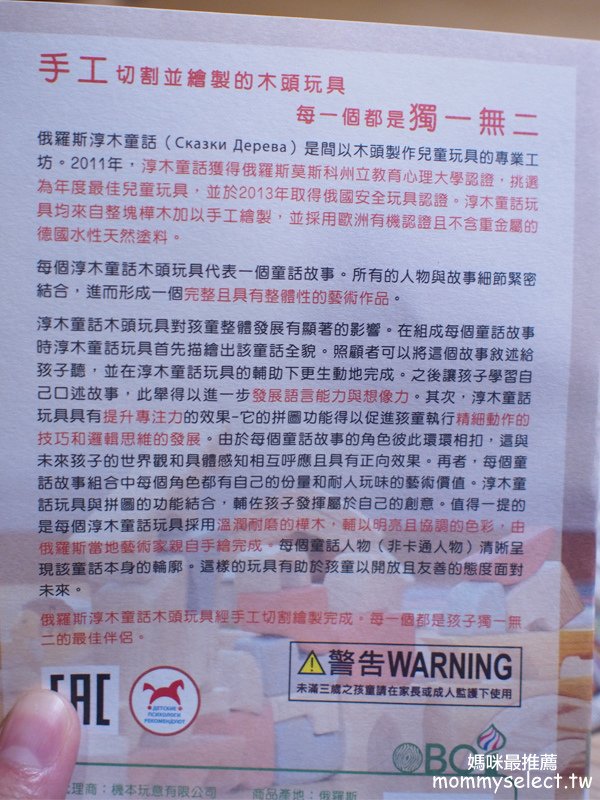 手工切割並繪製的木頭玩具
每一個都是獨一無二
俄羅斯淳木童話（Сказки Дерева）是間以木頭製作兒童玩具的專業工
坊。2011年，淳木童話獲得俄羅斯莫斯科州立教育心理大學認證，挑選
為年度最佳兒童玩具，並於2013年取得俄國安全玩具認證。淳木童話玩
具均來自整塊樺木加以手工繪製，並採用歐洲有機認證且不含重金屬的
德國水性天然塗料。
每個淳木童話木頭玩具代表一個童話故事。所有的人物與故事細節緊密
結合，進而形成一個完整且具有整體性的藝術作品。
淳木童話木頭玩具對孩童整體發展有顯著的影響。在組成每個童話故事
時淳木童話玩具首先描繪出該童話全貌。照顧者可以將這個故敘述給
孩子聽，並在淳木童話玩具的輔助下更生動地完成。之後讓孩子學習自
己口述故事，此舉得以進一步發展語言能力與想像力。其次，淳木童話
玩具具有提升專注力的效果-它的拼圖功能得以促進孩童執行精細動作的
技巧和邏輯思維的發展。由於每個童話故事的角色彼此環環相扣，這與
未來孩子的世界觀和具體感知相互呼應且具有正向效果。再者，每個童
話故事組合中每個角色都有自己的份量和耐人玩味的藝術價值。淳木童
話玩具與拼圖的功能結合，輔佐孩子發揮屬於自己的創意。值得一提的
是每個淳木童話玩具採用溫潤耐磨的樺木，輔以明亮且協調的色彩，由
俄羅斯當地藝術家親自手繪完成。每個童話人物（非卡通人物）清晰呈
現該童話本身的輪廓。這樣的玩具有助於孩童以開放且友善的態度面對
未來。
俄羅斯淳木童話木頭玩具經手工切割繪製完成。每一個都是孩子獨一無
二的最佳伴侶。
警告WARNING
未滿三歲之孩童請在家長或成人監護下使用
EAC
ДЕТСКИЕ
ПСИХОЛОГИ
РЕКОМЕНДУЮТ
媽咪最推薦
mommyselect.tw
代理商：機本玩意有限公司 商品產地：俄羅斯